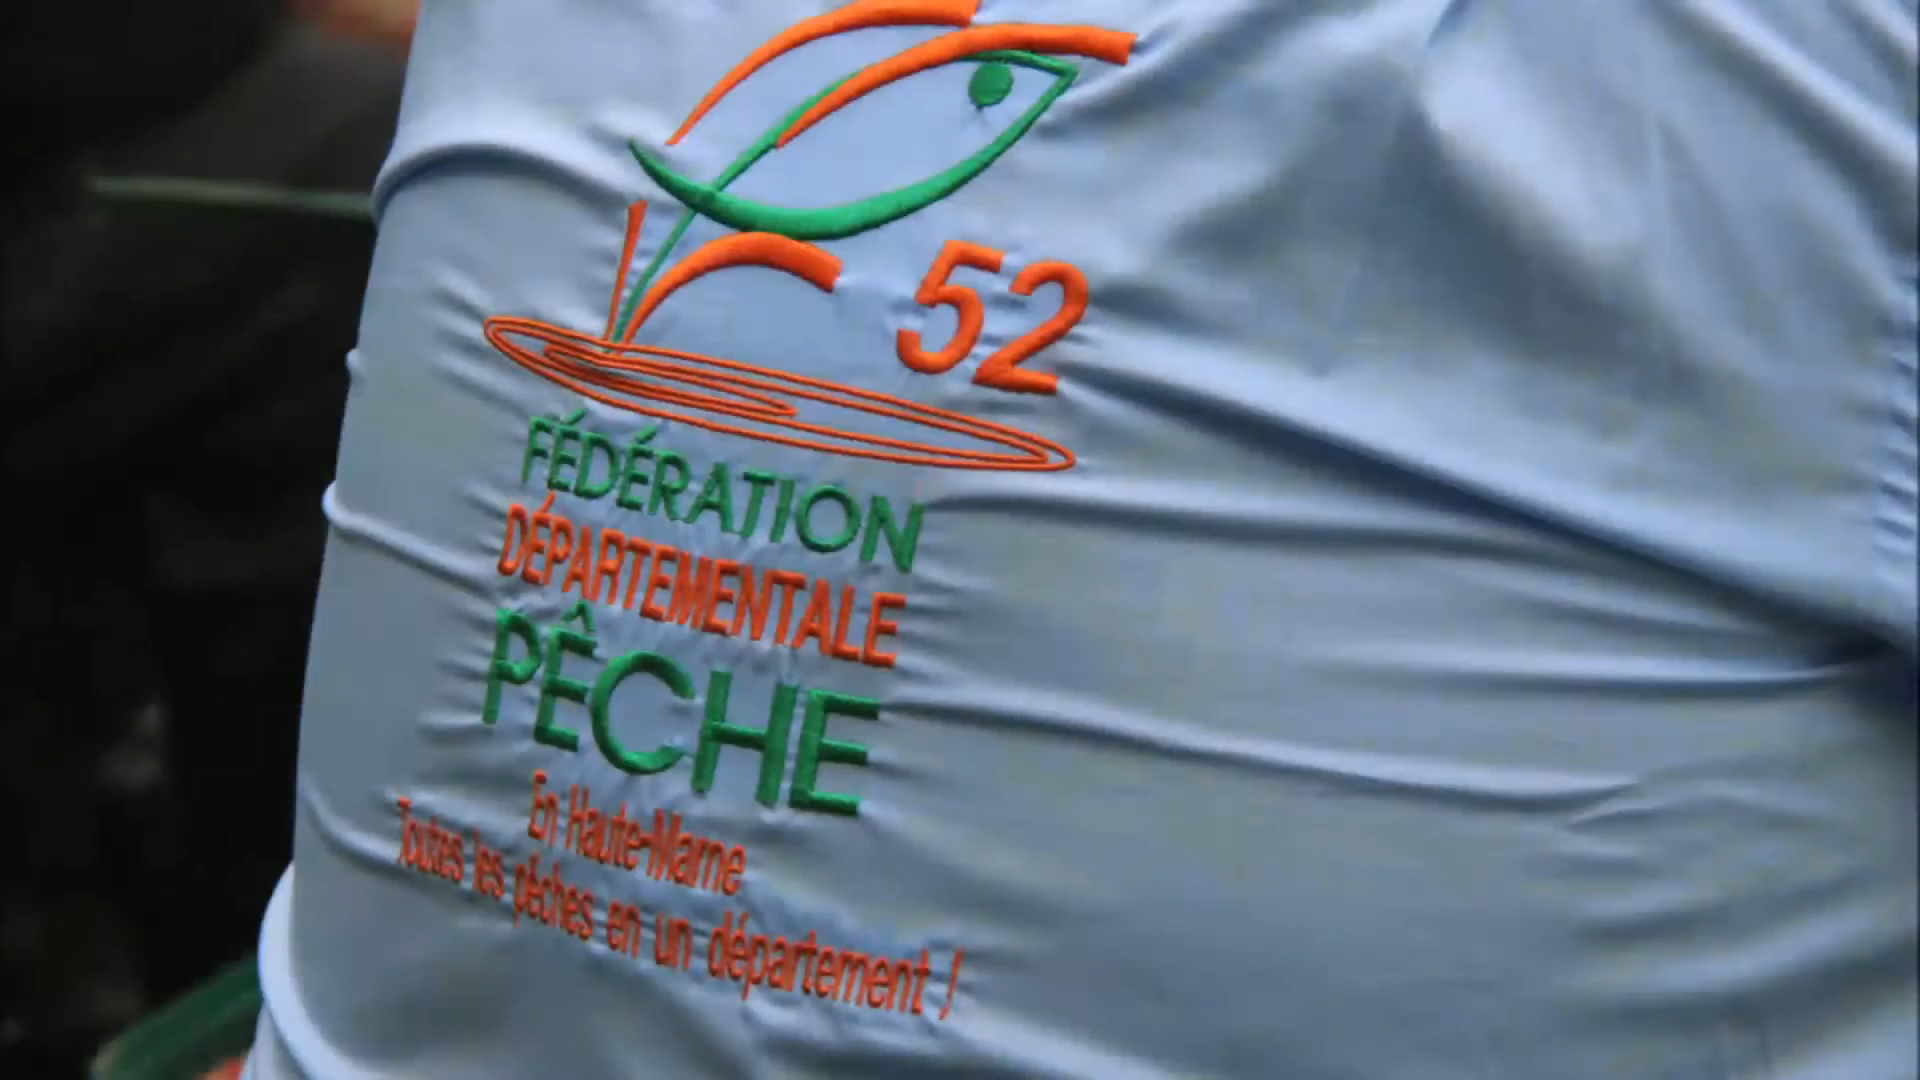 52
FÉDÉRATION
DÉPARTEMENTALE
PÊCHE
En Haute-Marne
Toutes les pêches en un département !